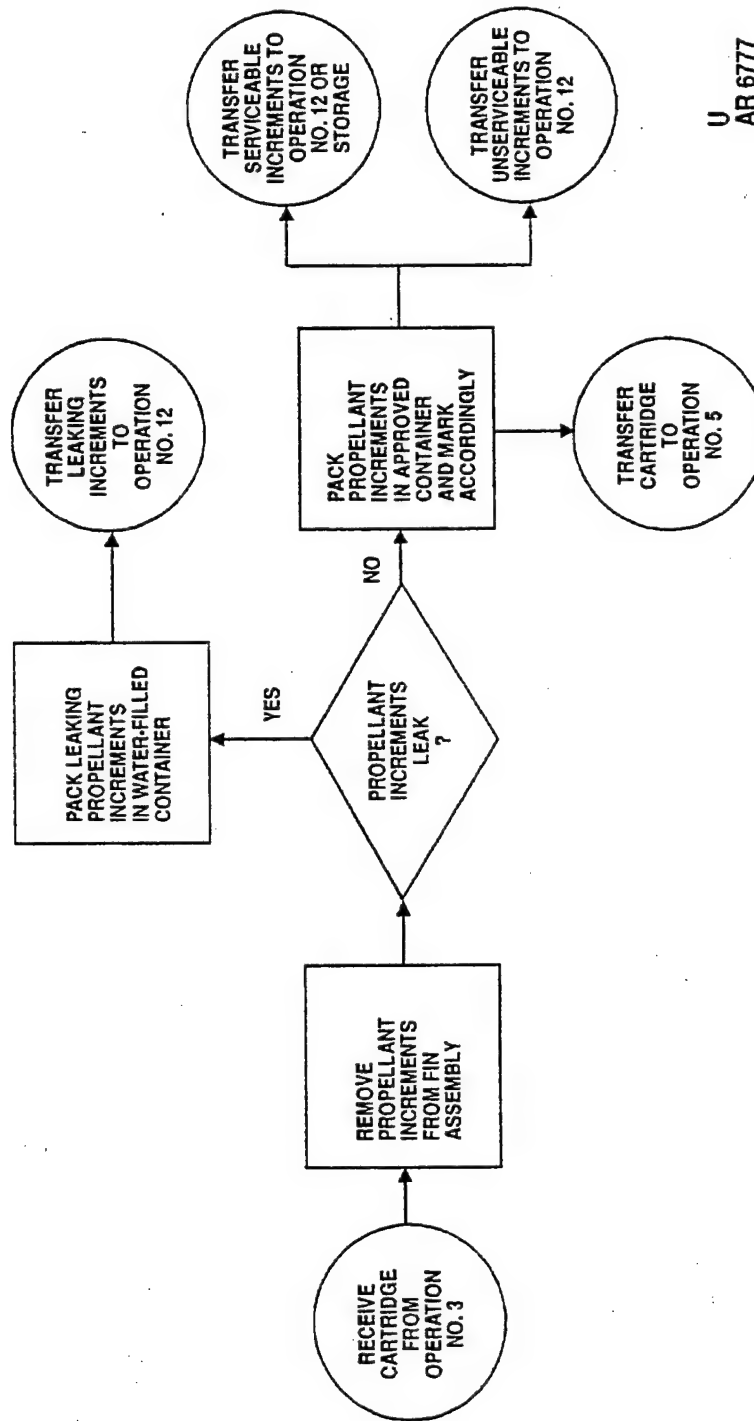 RECEIVE
CARTRIDGE
FROM
OPERATION
NO. 3
REMOVE
PROPELLANT
INCREMENTS
FROM FIN
ASSEMBLY
PROPELLANT
INCREMENTS
LEAK
?
YES
PACK LEAKING
PROPELLANT
INCREMENTS
IN WATER-FILLED
CONTAINER
TRANSFER
LEAKING
INCREMENTS
TO
OPERATION
NO. 12
NO
PACK
PROPELLANT
INCREMENTS
IN APPROVED
CONTAINER
AND MARK
ACCORDINGLY
TRANSFER
CARTRIDGE
TO
OPERATION
NO. 5
TRANSFER
SERVICEABLE
INCREMENTS TO
OPERATION
NO. 12 OR
STORAGE
TRANSFER
UNSERVICEABLE
INCREMENTS TO
OPERATION
NO. 12
U
AR 6777